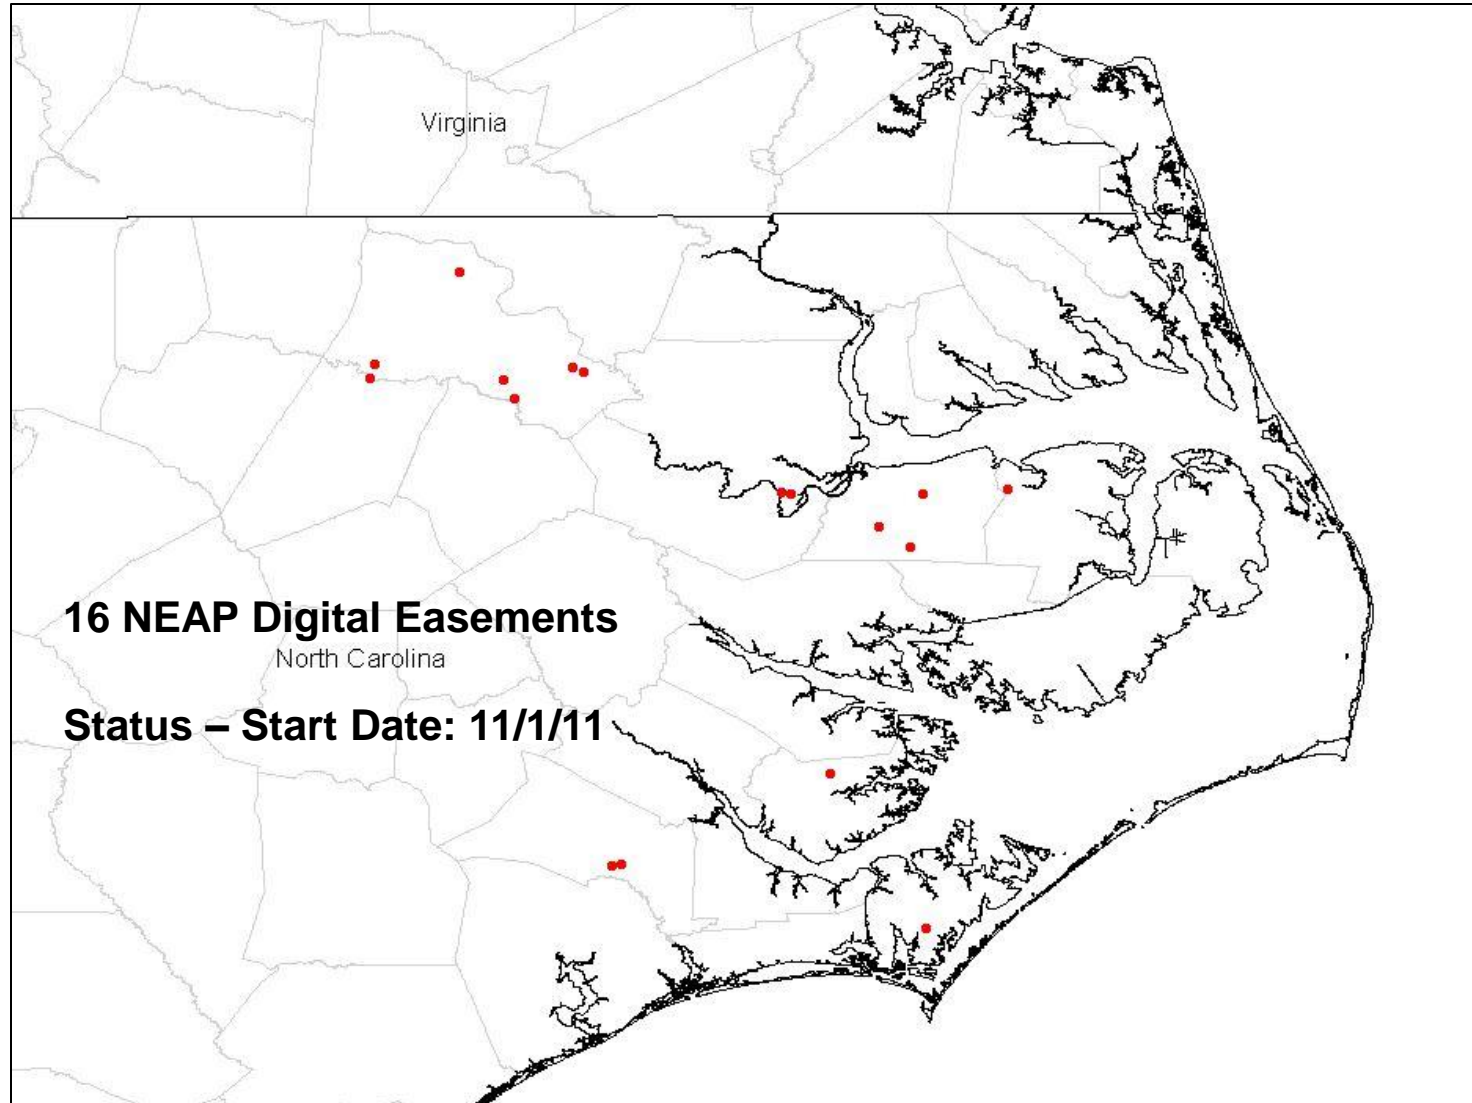 Virginia
16 NEAP Digital Easements
North Carolina
Status – Start Date: 11/1/11